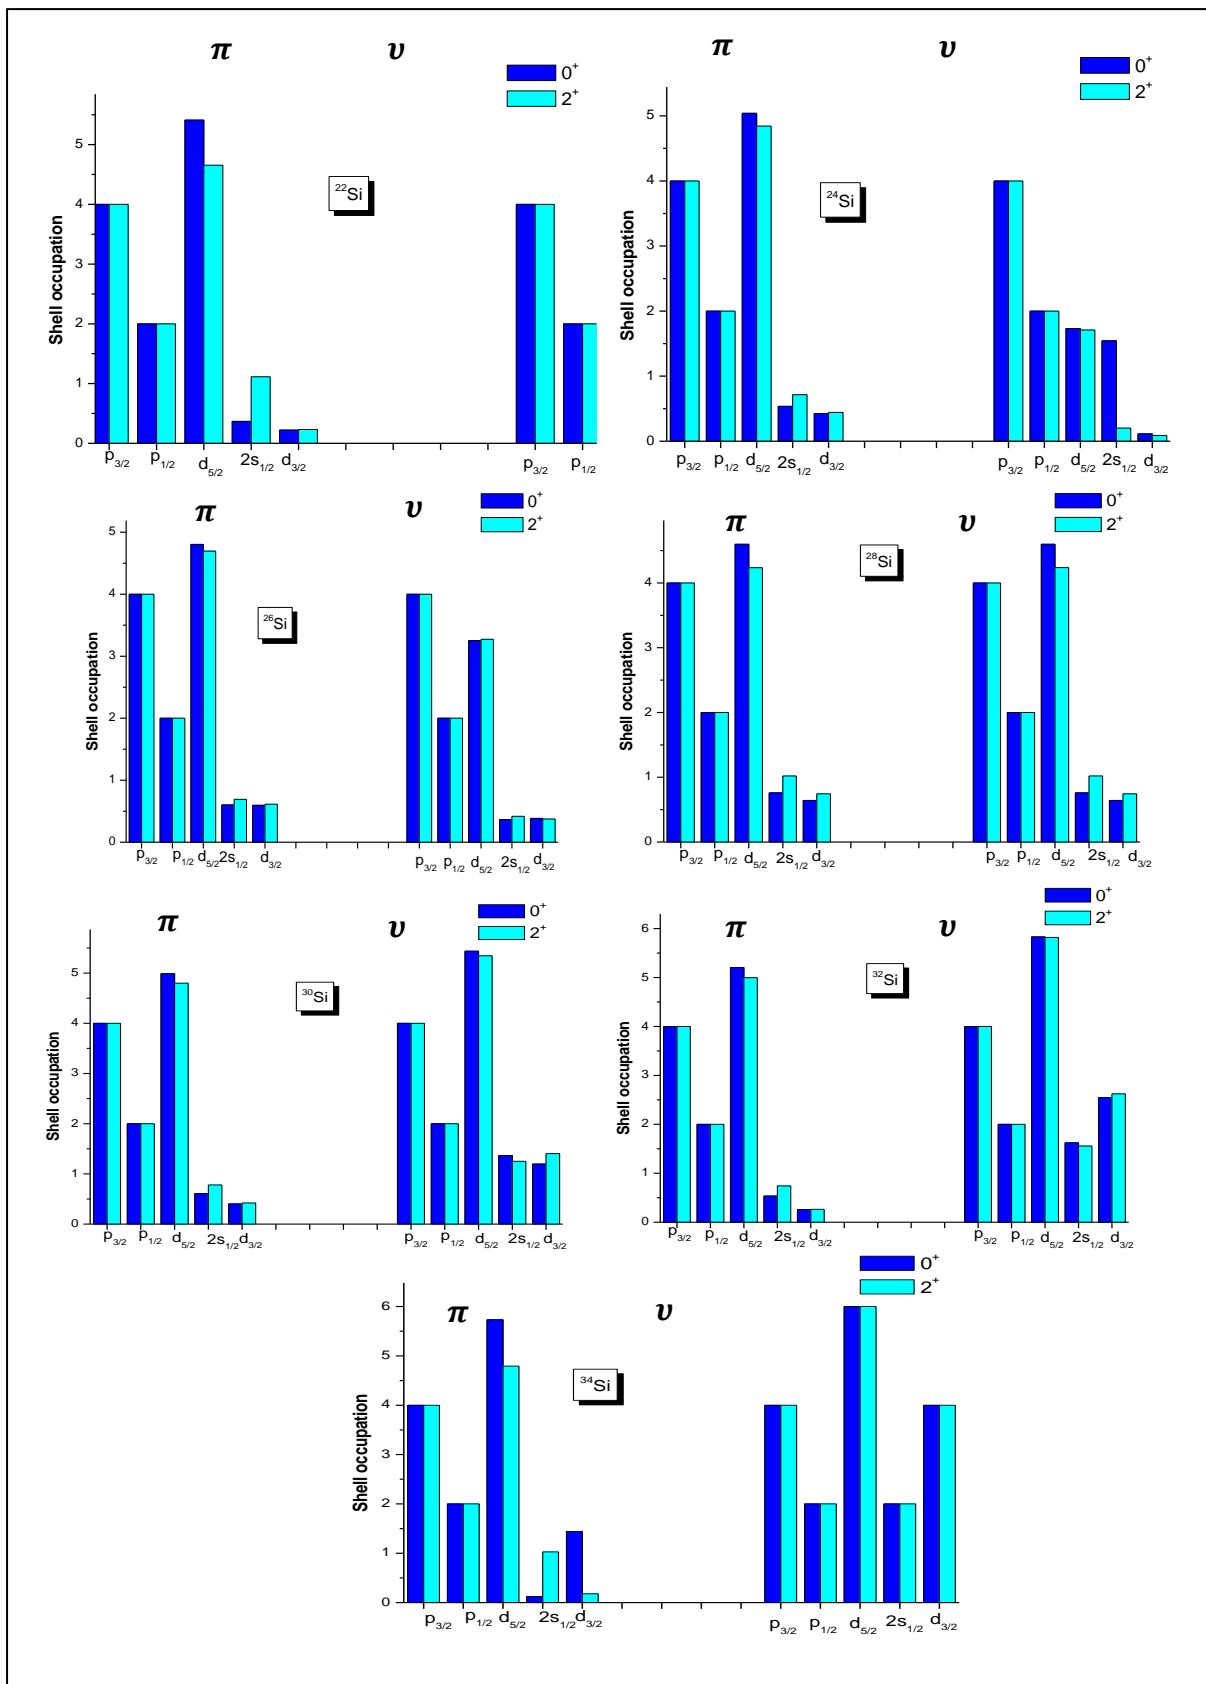 π υ
0⁺
2⁺
²²Si
Shell occupation
5
4
3
2
1
0
p₃/₂ p₁/₂ d₅/₂ 2s₁/₂ d₃/₂ p₃/₂ p₁/₂
π υ
0⁺
2⁺
²⁴Si
Shell occupation
5
4
3
2
1
0
p₃/₂ p₁/₂ d₅/₂ 2s₁/₂ d₃/₂ p₃/₂ p₁/₂ d₅/₂ 2s₁/₂ d₃/₂
π υ
0⁺
2⁺
²⁶Si
Shell occupation
5
4
3
2
1
0
p₃/₂ p₁/₂ d₅/₂ 2s₁/₂ d₃/₂ p₃/₂ p₁/₂ d₅/₂ 2s₁/₂ d₃/₂
π υ
0⁺
2⁺
²⁸Si
Shell occupation
4
3
2
1
0
p₃/₂ p₁/₂ d₅/₂ 2s₁/₂ d₃/₂ p₃/₂ p₁/₂ d₅/₂ 2s₁/₂ d₃/₂
π υ
0⁺
2⁺
³⁰Si
Shell occupation
5
4
3
2
1
0
p₃/₂ p₁/₂ d₅/₂ 2s₁/₂ d₃/₂ p₃/₂ p₁/₂ d₅/₂ 2s₁/₂ d₃/₂
π υ
0⁺
2⁺
³²Si
Shell occupation
6
5
4
3
2
1
0
p₃/₂ p₁/₂ d₅/₂ 2s₁/₂ d₃/₂ p₃/₂ p₁/₂ d₅/₂ 2s₁/₂ d₃/₂
π υ
0⁺
2⁺
³⁴Si
Shell occupation
6
5
4
3
2
1
0
p₃/₂ p₁/₂ d₅/₂ 2s₁/₂ d₃/₂ p₃/₂ p₁/₂ d₅/₂ 2s₁/₂ d₃/₂